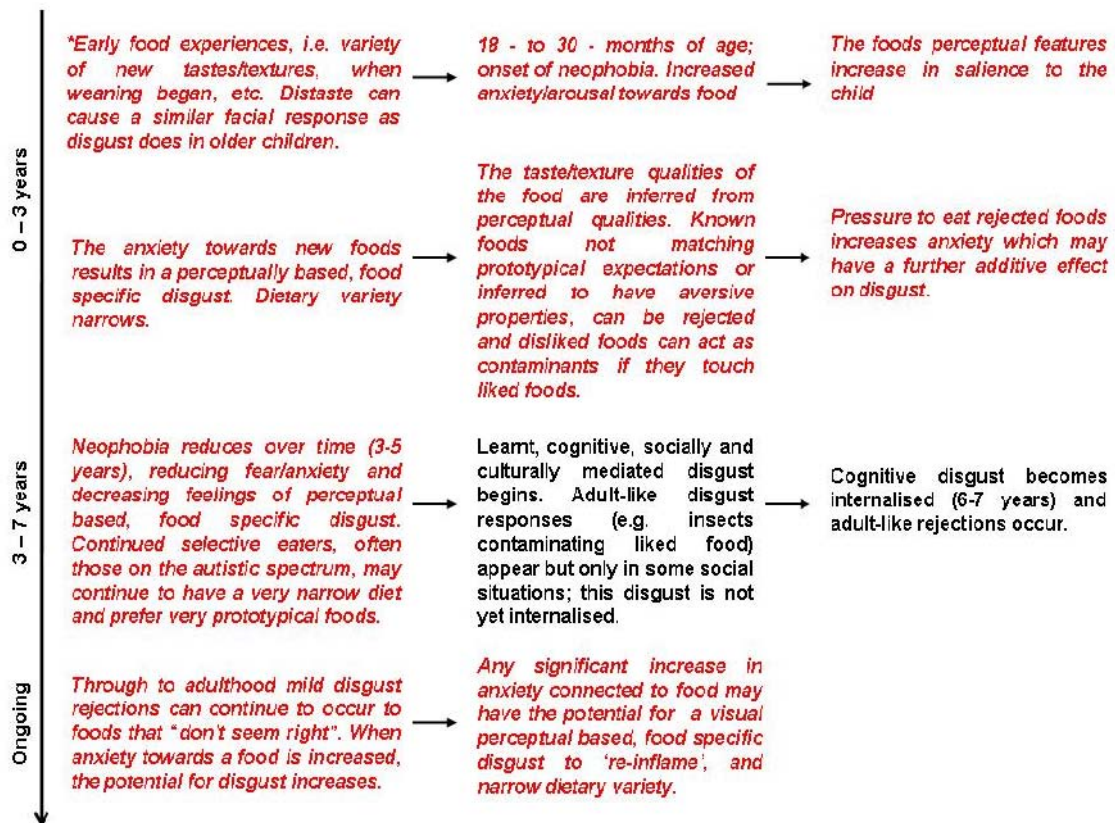 0 – 3 years
*Early food experiences, i.e. variety
of new tastes/textures, when
weaning began, etc. Distaste can
cause a similar facial response as
disgust does in older children.
18 - to 30 - months of age;
onset of neophobia. Increased
anxiety/arousal towards food
The foods perceptual features
increase in salience to the
child
The anxiety towards new foods
results in a perceptually based, food
specific disgust. Dietary variety
narrows.
The taste/texture qualities of
the food are inferred from
perceptual qualities. Known
foods not matching
prototypical expectations or
inferred to have aversive
properties, can be rejected
and disliked foods can act as
contaminants if they touch
liked foods.
Pressure to eat rejected foods
increases anxiety which may
have a further additive effect
on disgust.
3 – 7 years
Neophobia reduces over time (3-5
years), reducing fear/anxiety and
decreasing feelings of perceptual
based, food specific disgust.
Continued selective eaters, often
those on the autistic spectrum, may
continue to have a very narrow diet
and prefer very prototypical foods.
Learnt, cognitive, socially and
culturally mediated disgust
begins. Adult-like disgust
responses (e.g. insects
contaminating liked food)
appear but only in some social
situations; this disgust is not
yet internalised.
Cognitive disgust becomes
internalised (6-7 years) and
adult-like rejections occur.
Ongoing
Through to adulthood mild disgust
rejections can continue to occur to
foods that "don't seem right". When
anxiety towards a food is increased,
the potential for disgust increases.
Any significant increase in
anxiety connected to food may
have the potential for a visual
perceptual based, food specific
disgust to 're-inflame', and
narrow dietary variety.